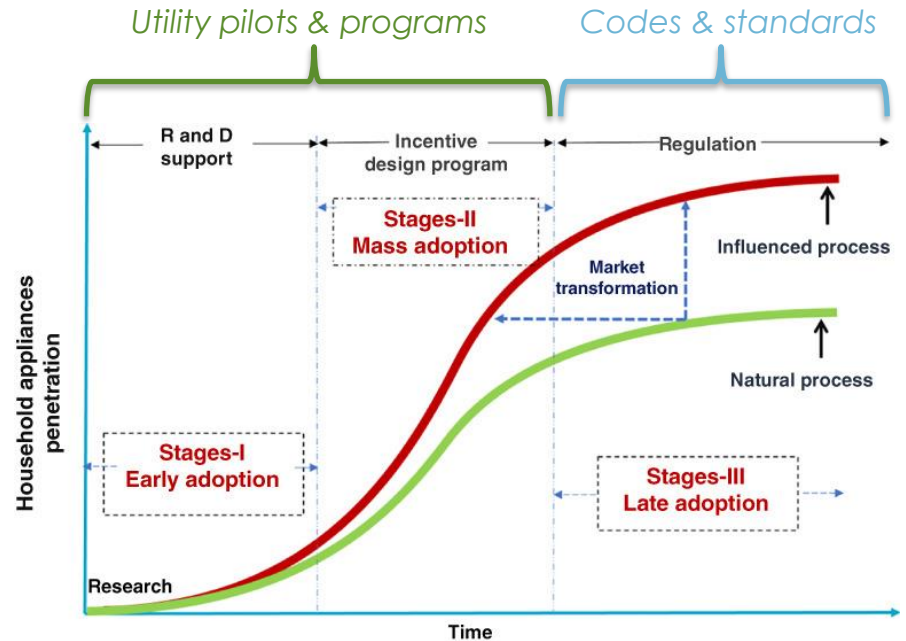 Utility pilots & programs
Codes & standards
R and D
support
Incentive
design program
Regulation
Stages-II
Mass adoption
Influenced process
Market
transformation
Natural process
Household appliances
penetration
Stages-I
Early adoption
Stages-III
Late adoption
Research
Time